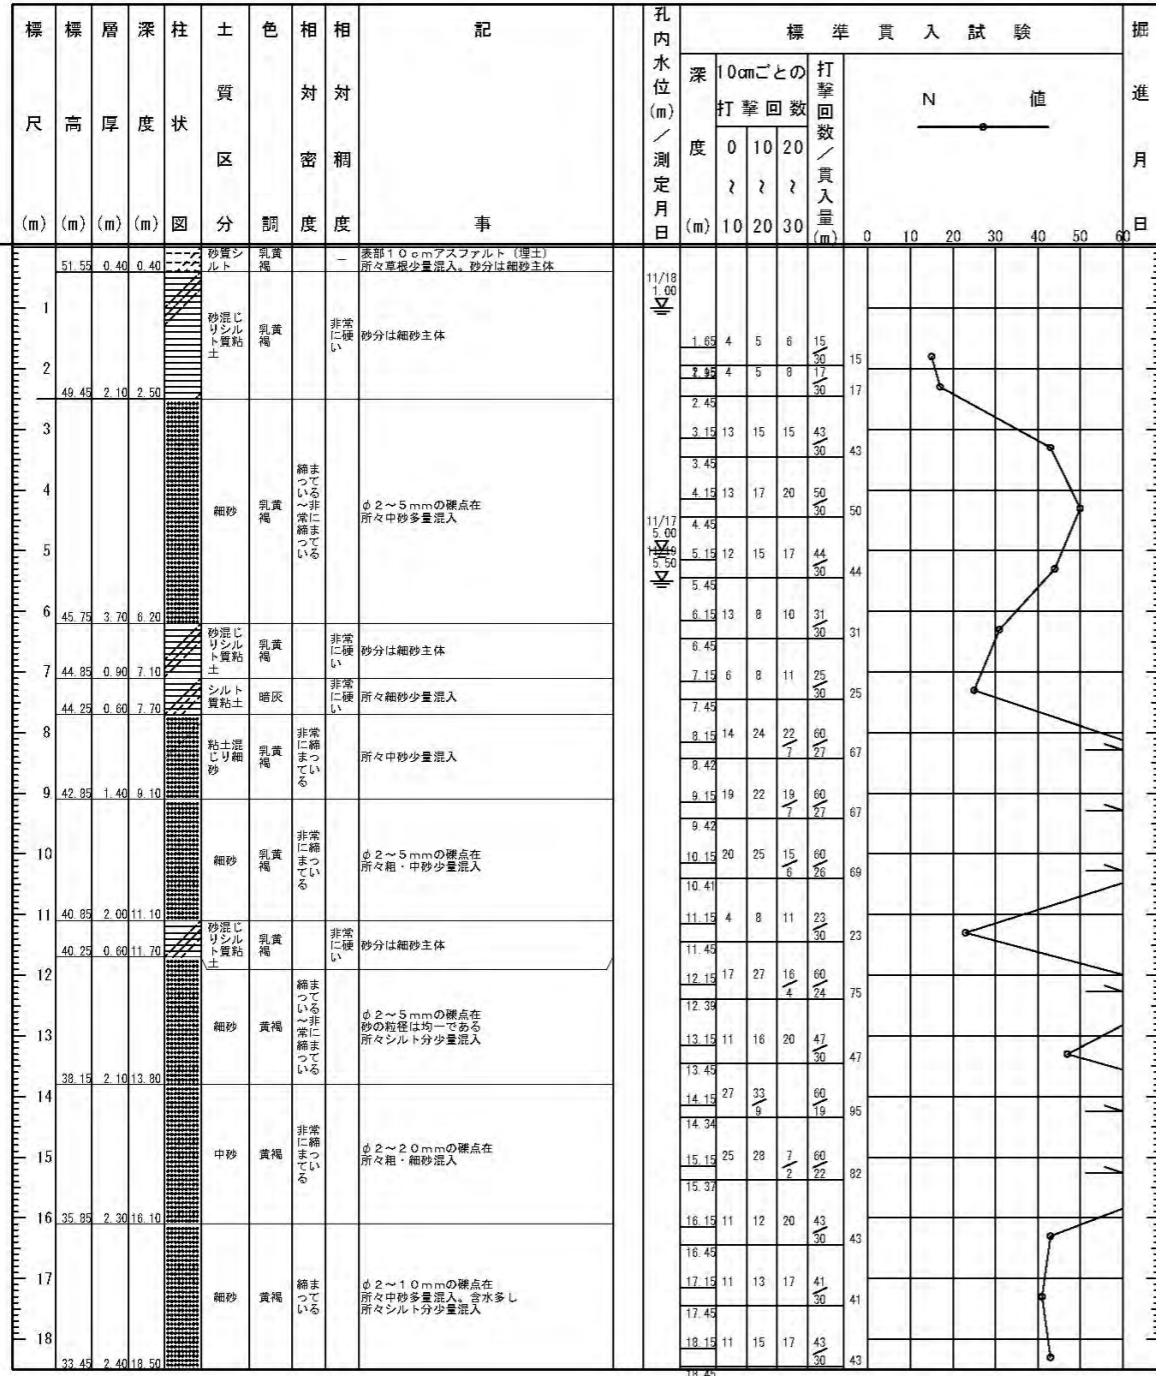 標尺(m)
標高(m)
層厚(m)
深度(m)
柱状図
土質区分
色調
相対密度
相対稠度
記事
孔内水位(m)／測定月日
標準貫入試験
深度(m)
10cmごとの打撃回数
0～10
10～20
20～30
打撃回数／貫入量(m)
N 値
0 10 20 30 40 50 60
掘進月日
51.55 0.40 0.40
砂質シルト
乳黄褐
－
表部10cmアスファルト（埋土）
所々草根少量混入。砂分は細砂主体
49.45 2.10 2.50
砂混じりシルト質粘土
乳黄褐
非常に硬い
砂分は細砂主体
45.75 3.70 6.20
細砂
乳黄褐
締まっている～非常に締まっている
φ2～5mmの礫点在
所々中砂多量混入
44.85 0.90 7.10
砂混じりシルト質粘土
乳黄褐
非常に硬い
砂分は細砂主体
44.25 0.60 7.70
シルト質粘土
暗灰
非常に硬い
所々細砂少量混入
42.85 1.40 9.10
粘土混じり細砂
乳黄褐
非常に締まっている
所々中砂少量混入
40.85 2.00 11.10
細砂
乳黄褐
非常に締まっている
φ2～5mmの礫点在
所々粗・中砂少量混入
40.25 0.60 11.70
砂混じりシルト質粘土
乳黄褐
非常に硬い
砂分は細砂主体
38.15 2.10 13.80
細砂
黄褐
締まっている～非常に締まっている
φ2～5mmの礫点在
砂の粒径は均一である
所々シルト分少量混入
35.85 2.30 16.10
中砂
黄褐
非常に締まっている
φ2～20mmの礫点在
所々粗・細砂混入
33.45 2.40 18.50
細砂
黄褐
締まっている
φ2～10mmの礫点在
所々中砂多量混入。含水多し
所々シルト分少量混入
1
2
3
4
5
6
7
8
9
10
11
12
13
14
15
16
17
18
11/18
1.00
11/17
5.00
5.50
1.65 4 5 6 15/30 15
4 5 8 17/30 17
2.45
3.15 13 15 15 43/30 43
3.45
4.15 13 17 20 50/30 50
4.45
5.15 12 15 17 44/30 44
5.45
6.15 13 8 10 31/30 31
6.45
7.15 6 8 11 25/30 25
7.45
8.15 14 24 22/7 60/27 67
8.42
9.15 19 22 19/7 60/27 67
9.42
10.15 20 25 15/6 60/26 69
10.41
11.15 4 8 11 23/30 23
11.45
12.15 17 27 16/4 60/24 75
12.39
13.15 11 16 20 47/30 47
13.45
14.15 27 33/9 60/19 95
14.34
15.15 25 28 7/2 60/22 82
15.37
16.15 11 12 20 43/30 43
16.45
17.15 11 13 17 41/30 41
17.45
18.15 11 15 17 43/30 43
18.45